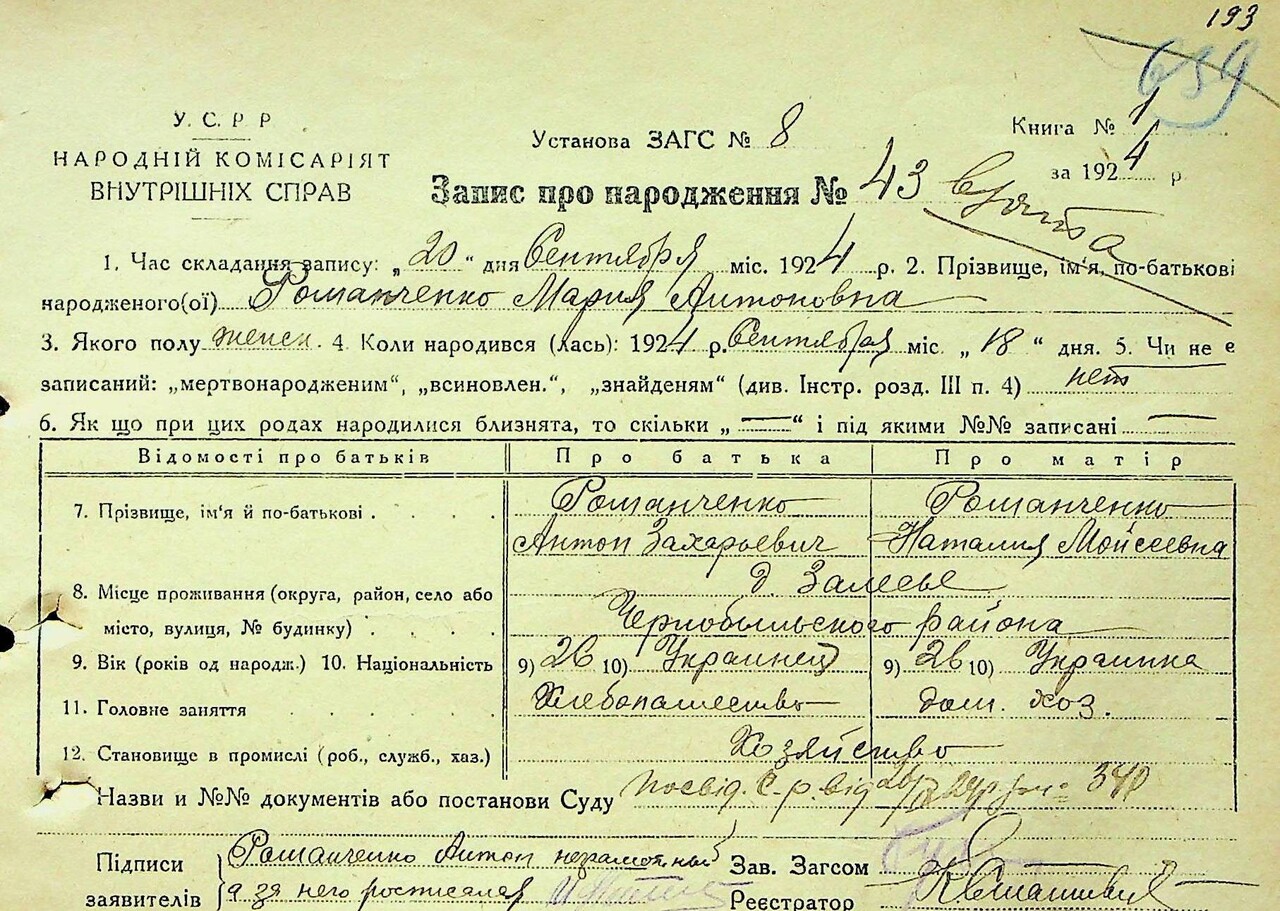 193
639
У. С. Р Р
НАРОДНІЙ КОМІСАРІЯТ
ВНУТРІШНІХ СПРАВ
Установа ЗАГС № 8
Книга № 1
за 1924 р.
Запис про народження № 43
1. Час складання запису: „20“ дня Сентября міс. 1924 р. 2. Прізвище, ім'я, по-батькові
народженого(ої) Романченко Мария Антоновна
3. Якого полу женск. 4. Коли народився (лась): 1924 р. Сентября міс. „18“ дня. 5. Чи не є
записаний: „мертвонародженим“, „всиновлен.“, „знайденям“ (див. Інстр. розд. III п. 4) нет
6. Як що при цих родах народилися близнята, то скільки „—“ і під якими №№ записані —
Відомості про батьків Про батька Про матір
7. Прізвище, ім'я й по-батькові . . . . Романченко Романченко
Антон Захарьевич Наталия Мойсеевна
8. Місце проживання (округа, район, село або д. Залесье
місто, вулиця, № будинку) . . . . Чернобыльского района
9. Вік (років од народж.) 10. Національність 9) 26 10) Украинец 9) 26 10) Украинка
11. Головне заняття . . . . Хлебопашество дом. хоз.
12. Становище в промислі (роб., служб., хаз.) Хозяйство
Назви и №№ документів або постанови Суду Посвід. С.-р. від 340
Підписи Романченко Антон неграмотный Зав. Загсом
заявителів а за него росписался Реєстратор